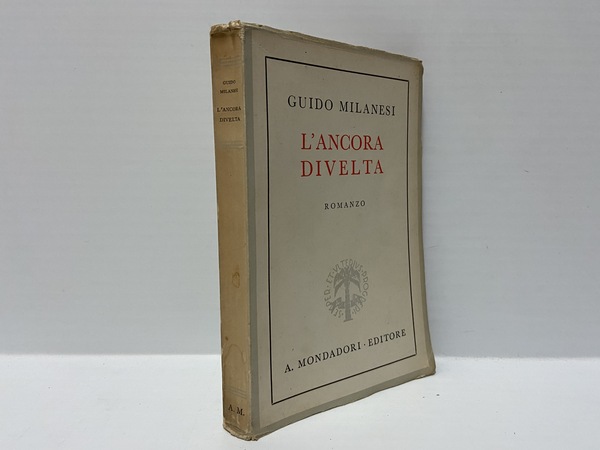 GUIDO
MILANESI
L'ANCORA
DIVELTA
A. M.
GUIDO MILANESI
L'ANCORA
DIVELTA
ROMANZO
A. MONDADORI · EDITORE